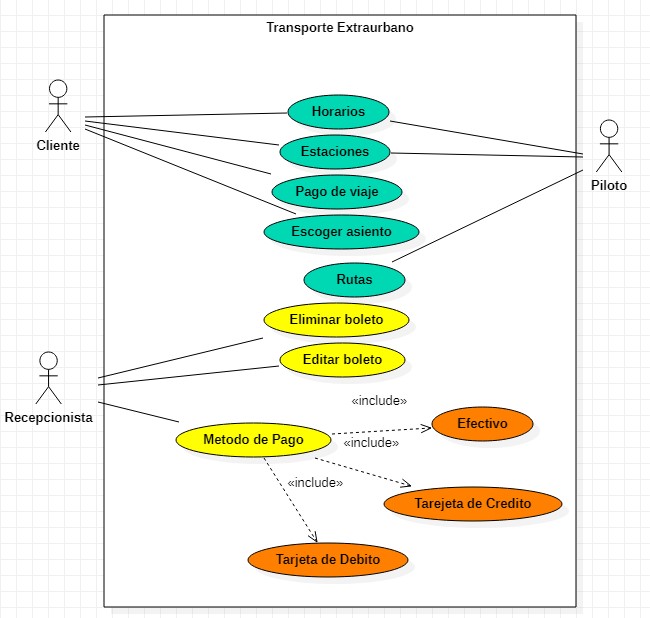 Transporte Extraurbano
Cliente
Horarios
Estaciones
Piloto
Pago de viaje
Escoger asiento
Rutas
Eliminar boleto
Editar boleto
Recepcionista
«include»
Efectivo
Metodo de Pago
«include»
«include»
Tarejeta de Credito
Tarjeta de Debito